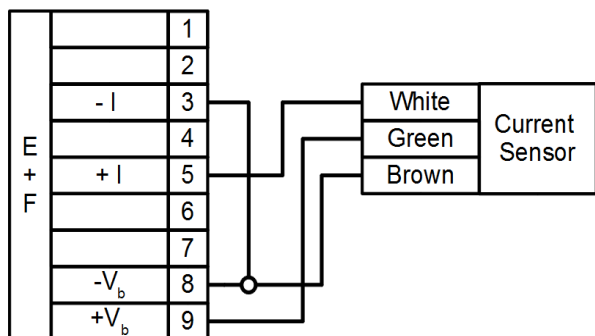 E + F
1
2
- I 3
4
+ I 5
6
7
-Vb 8
+Vb 9
White
Green
Brown
Current
Sensor